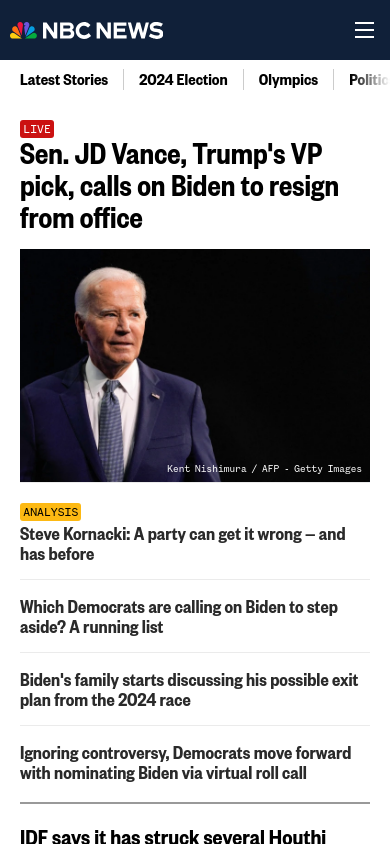 NBC NEWS
Latest Stories
2024 Election
Olympics
Politic
LIVE
Sen. JD Vance, Trump's VP
pick, calls on Biden to resign
from office
Kent Nishimura / AFP - Getty Images
ANALYSIS
Steve Kornacki: A party can get it wrong — and
has before
Which Democrats are calling on Biden to step
aside? A running list
Biden's family starts discussing his possible exit
plan from the 2024 race
Ignoring controversy, Democrats move forward
with nominating Biden via virtual roll call
IDF says it has struck several Houthi